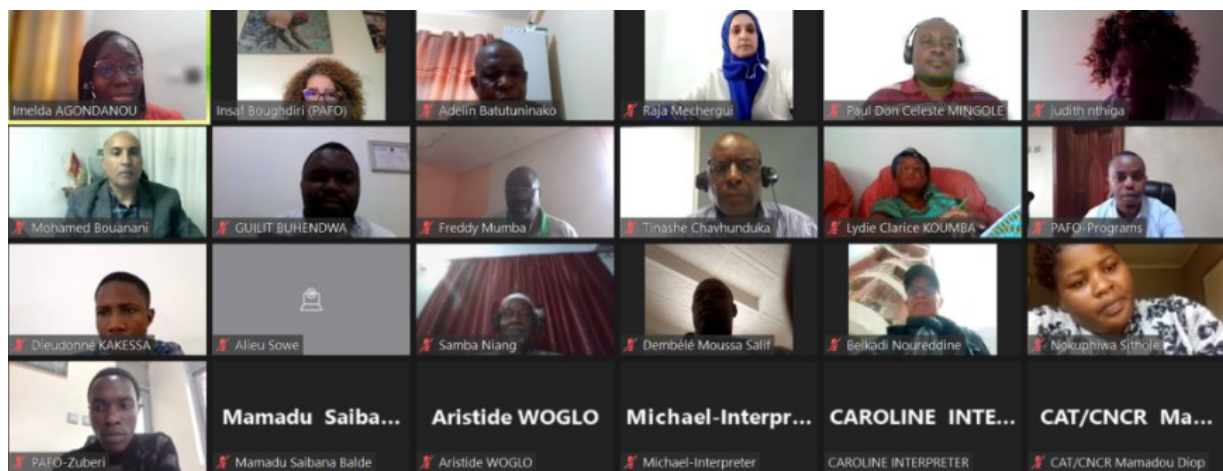 Imelda AGONDANOU
Insaf Boughdiri (PAFO)
Adelin Batutuninako
Raja Mechergui
Paul Don Celeste MINGOLE
judith nthiga
Mohamed Bouanani
GUILIT BUHENDWA
Freddy Mumba
Tinashe Chavhunduka
Lydie Clarice KOUMBA
PAFO-Programs
Dieudonné KAKESSA
Alieu Sowe
Samba Niang
Dembélé Moussa Salif
Belkadi Noureddine
Nokuphiwa Sithole
PAFO-Zuberi
Mamadu Saiba...
Mamadu Saibana Balde
Aristide WOGLO
Aristide WOGLO
Michael-Interpr...
Michael-Interpreter
CAROLINE INTE...
CAROLINE INTERPRETER
CAT/CNCR Ma...
CAT/CNCR Mamadou Diop